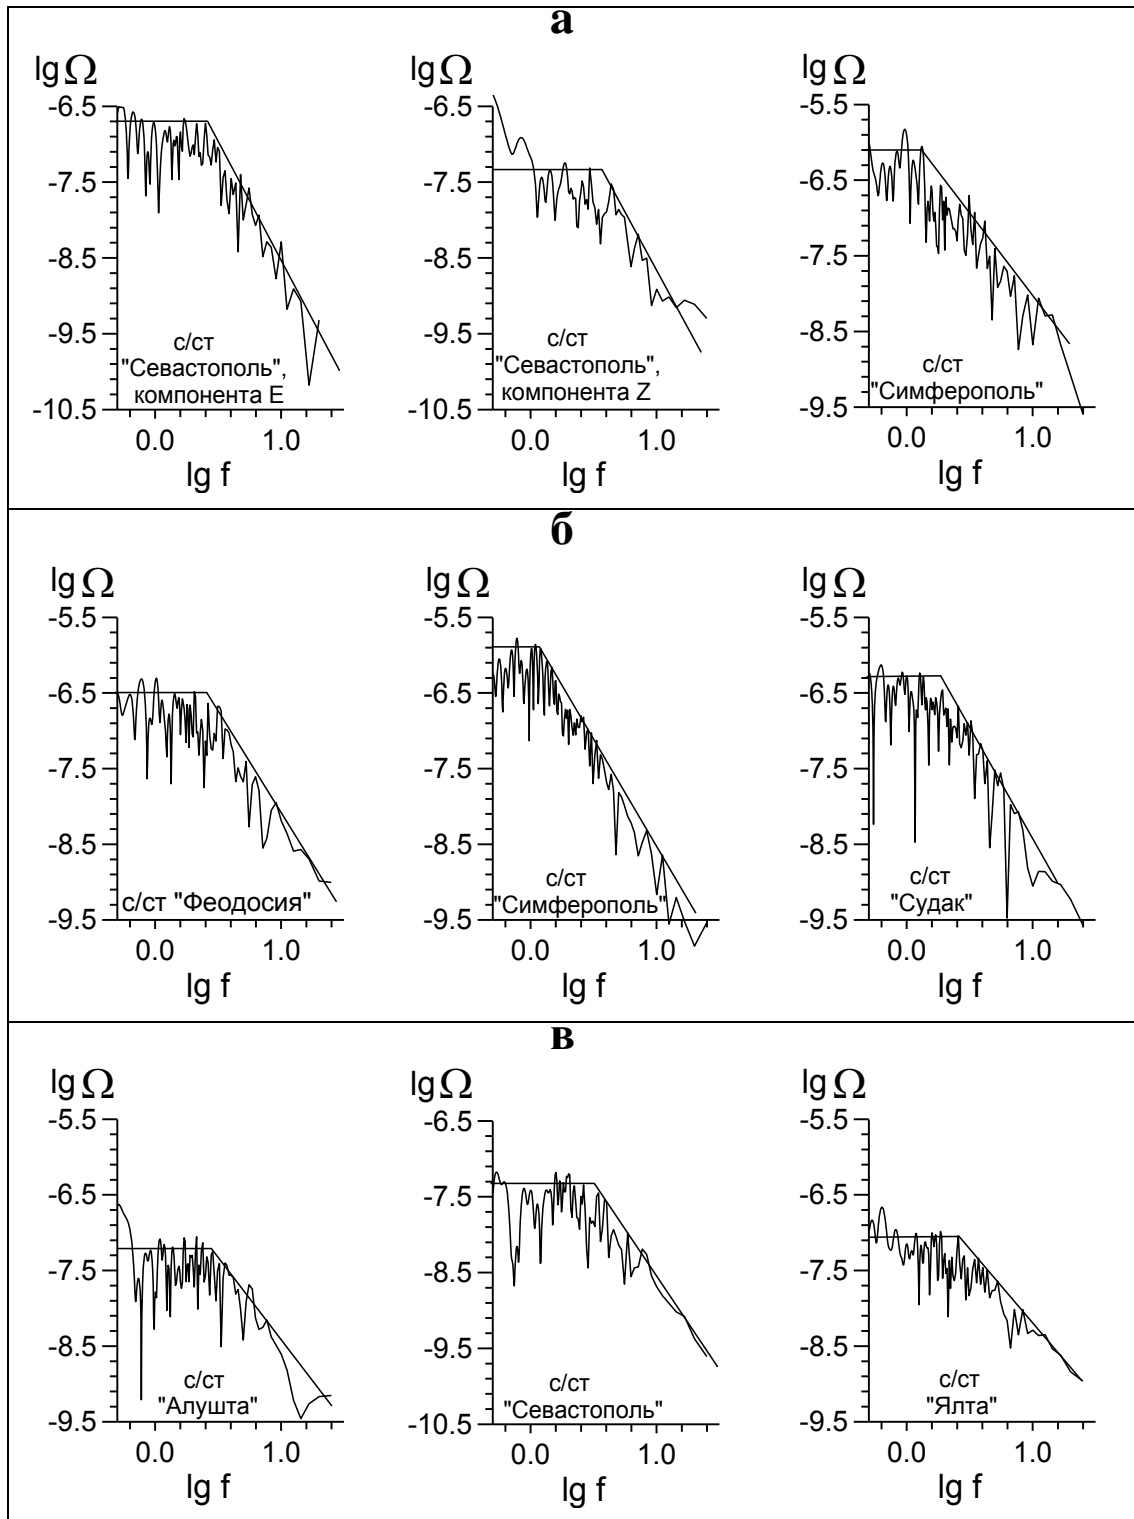 а
lg Ω
-6.5
-7.5
-8.5
-9.5
-10.5
с/ст
"Севастополь",
компонента E
0.0 1.0
lg f
lg Ω
-6.5
-7.5
-8.5
-9.5
-10.5
с/ст
"Севастополь",
компонента Z
0.0 1.0
lg f
lg Ω
-5.5
-6.5
-7.5
-8.5
-9.5
с/ст
"Симферополь"
0.0 1.0
lg f
б
lg Ω
-5.5
-6.5
-7.5
-8.5
-9.5
с/ст "Феодосия"
0.0 1.0
lg f
lg Ω
-5.5
-6.5
-7.5
-8.5
-9.5
с/ст
"Симферополь"
0.0 1.0
lg f
lg Ω
-5.5
-6.5
-7.5
-8.5
-9.5
с/ст
"Судак"
0.0 1.0
lg f
в
lg Ω
-5.5
-6.5
-7.5
-8.5
-9.5
с/ст
"Алушта"
0.0 1.0
lg f
lg Ω
-6.5
-7.5
-8.5
-9.5
-10.5
с/ст
"Севастополь"
0.0 1.0
lg f
lg Ω
-5.5
-6.5
-7.5
-8.5
-9.5
с/ст
"Ялта"
0.0 1.0
lg f